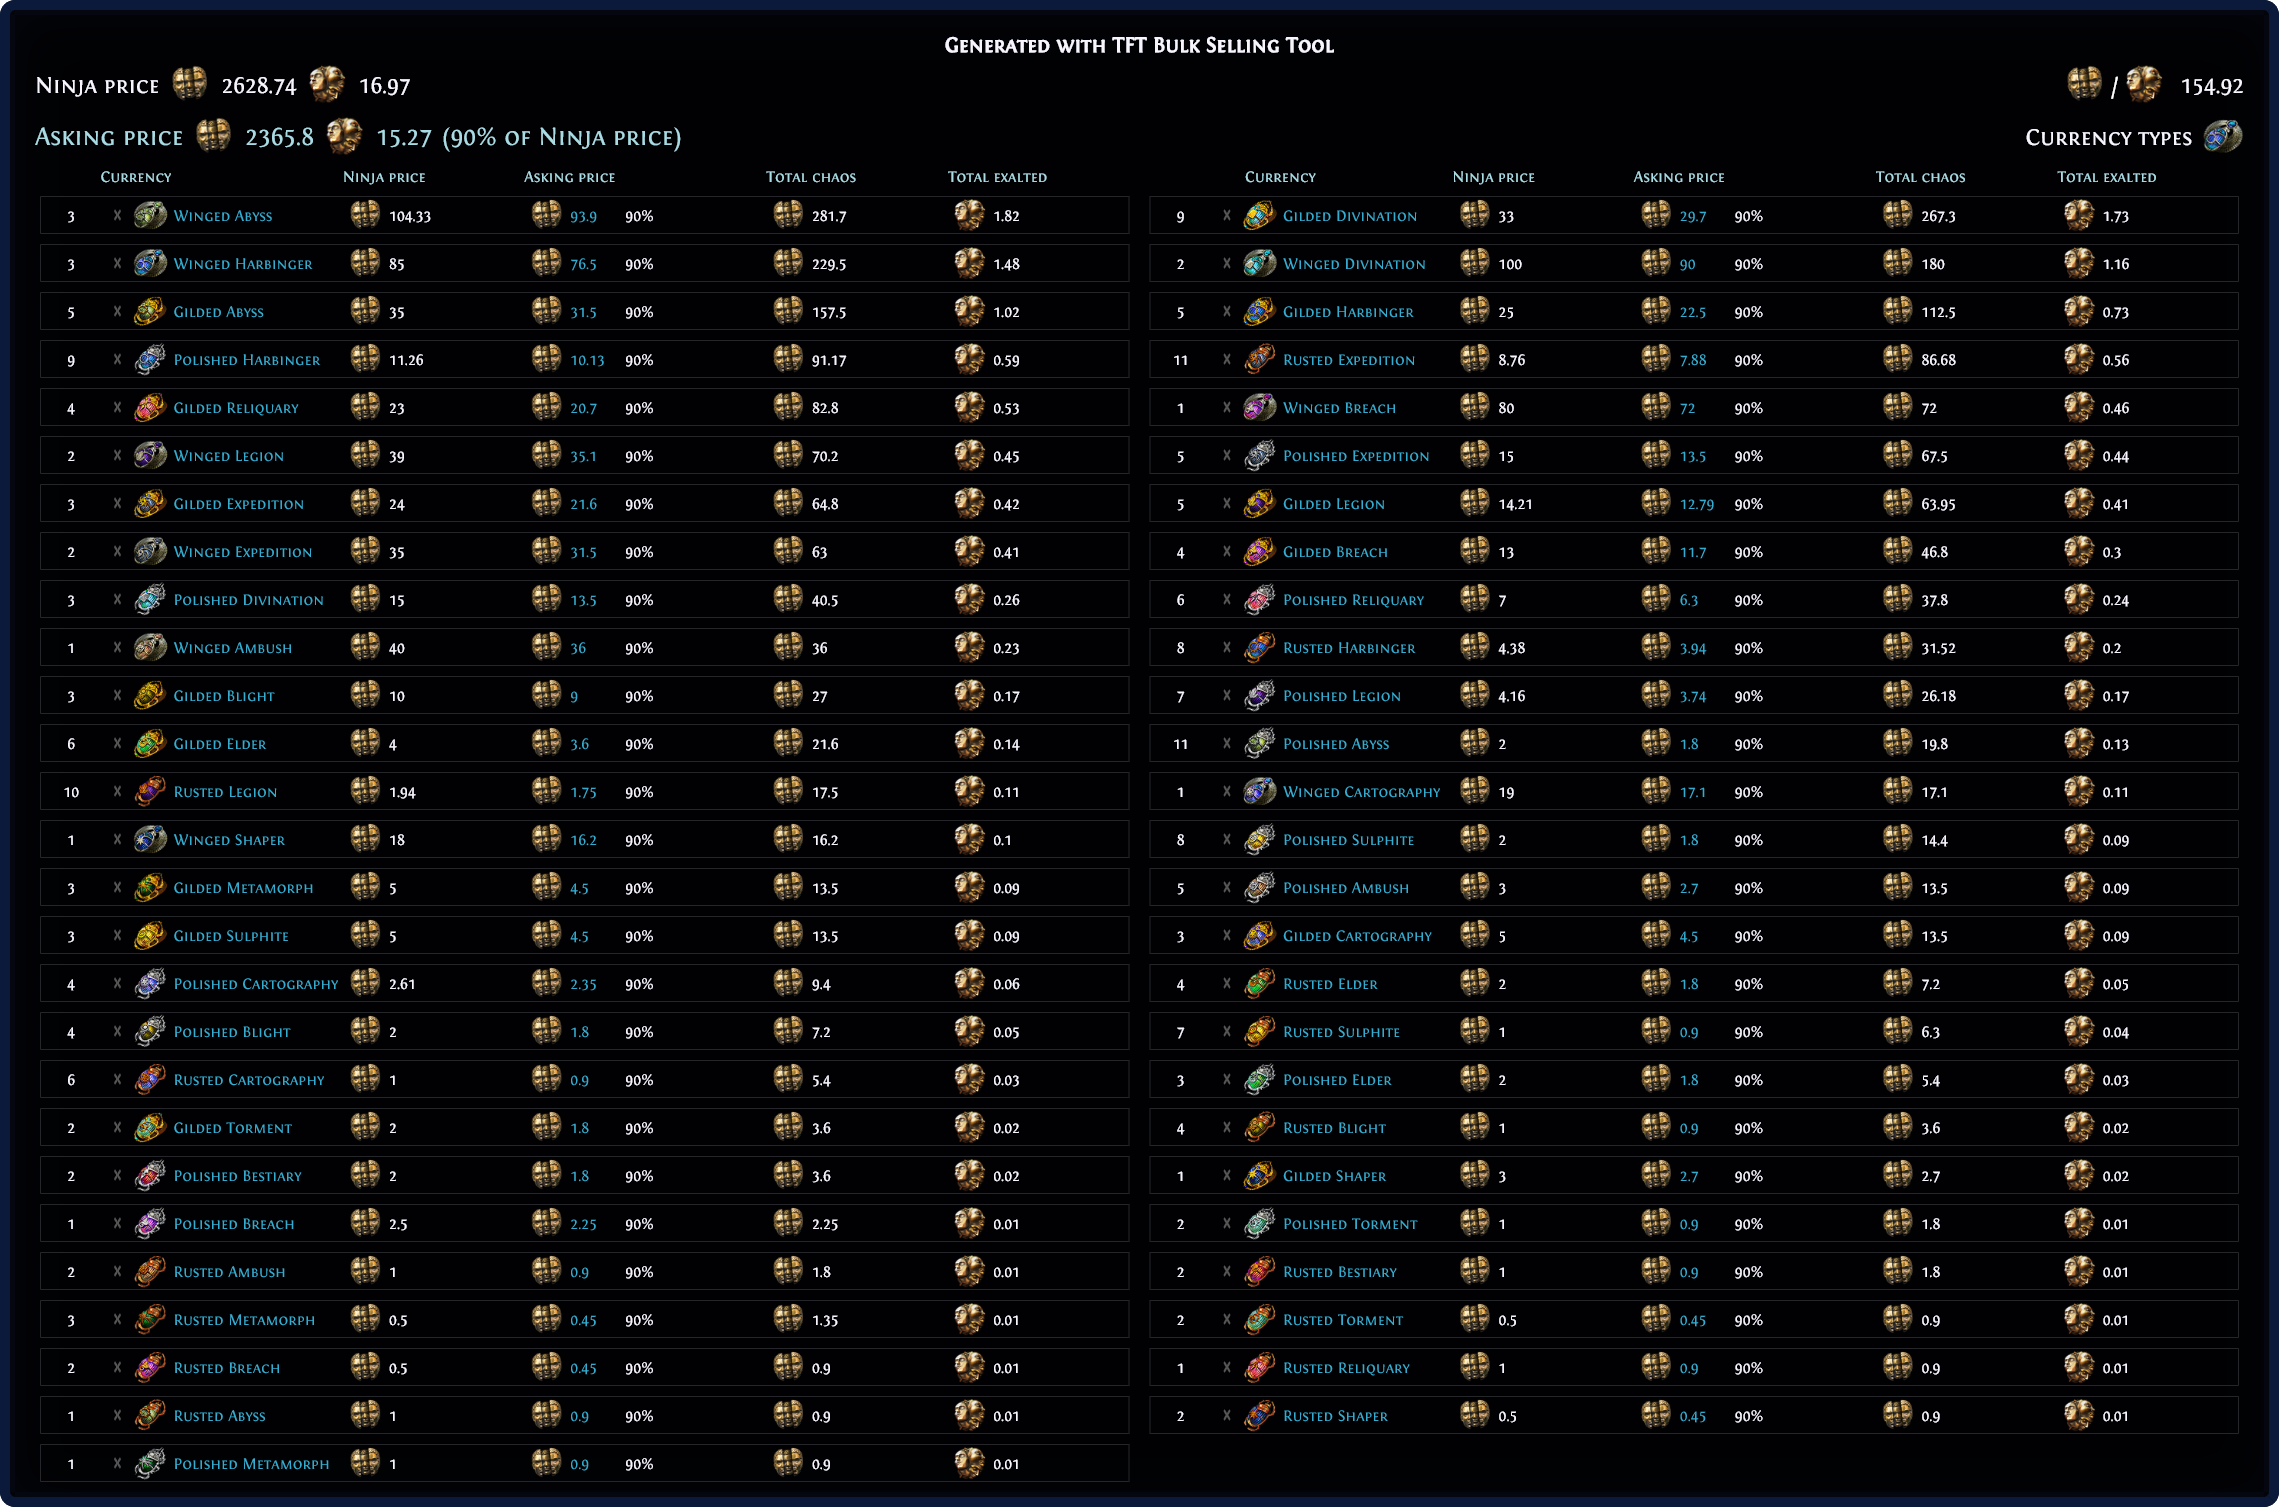 Generated with TFT Bulk Selling Tool
Ninja price 2628.74 16.97 / 154.92
Asking price 2365.8 15.27 (90% of Ninja price) Currency types
Currency Ninja price Asking price Total chaos Total exalted Currency Ninja price Asking price Total chaos Total exalted
3 x Winged Abyss 104.33 93.9 90% 281.7 1.82 9 x Gilded Divination 33 29.7 90% 267.3 1.73
3 x Winged Harbinger 85 76.5 90% 229.5 1.48 2 x Winged Divination 100 90 90% 180 1.16
5 x Gilded Abyss 35 31.5 90% 157.5 1.02 5 x Gilded Harbinger 25 22.5 90% 112.5 0.73
9 x Polished Harbinger 11.26 10.13 90% 91.17 0.59 11 x Rusted Expedition 8.76 7.88 90% 86.68 0.56
4 x Gilded Reliquary 23 20.7 90% 82.8 0.53 1 x Winged Breach 80 72 90% 72 0.46
2 x Winged Legion 39 35.1 90% 70.2 0.45 5 x Polished Expedition 15 13.5 90% 67.5 0.44
3 x Gilded Expedition 24 21.6 90% 64.8 0.42 5 x Gilded Legion 14.21 12.79 90% 63.95 0.41
2 x Winged Expedition 35 31.5 90% 63 0.41 4 x Gilded Breach 13 11.7 90% 46.8 0.3
3 x Polished Divination 15 13.5 90% 40.5 0.26 6 x Polished Reliquary 7 6.3 90% 37.8 0.24
1 x Winged Ambush 40 36 90% 36 0.23 8 x Rusted Harbinger 4.38 3.94 90% 31.52 0.2
3 x Gilded Blight 10 9 90% 27 0.17 7 x Polished Legion 4.16 3.74 90% 26.18 0.17
6 x Gilded Elder 4 3.6 90% 21.6 0.14 11 x Polished Abyss 2 1.8 90% 19.8 0.13
10 x Rusted Legion 1.94 1.75 90% 17.5 0.11 1 x Winged Cartography 19 17.1 90% 17.1 0.11
1 x Winged Shaper 18 16.2 90% 16.2 0.1 8 x Polished Sulphite 2 1.8 90% 14.4 0.09
3 x Gilded Metamorph 5 4.5 90% 13.5 0.09 5 x Polished Ambush 3 2.7 90% 13.5 0.09
3 x Gilded Sulphite 5 4.5 90% 13.5 0.09 3 x Gilded Cartography 5 4.5 90% 13.5 0.09
4 x Polished Cartography 2.61 2.35 90% 9.4 0.06 4 x Rusted Elder 2 1.8 90% 7.2 0.05
4 x Polished Blight 2 1.8 90% 7.2 0.05 7 x Rusted Sulphite 1 0.9 90% 6.3 0.04
6 x Rusted Cartography 1 0.9 90% 5.4 0.03 3 x Polished Elder 2 1.8 90% 5.4 0.03
2 x Gilded Torment 2 1.8 90% 3.6 0.02 4 x Rusted Blight 1 0.9 90% 3.6 0.02
2 x Polished Bestiary 2 1.8 90% 3.6 0.02 1 x Gilded Shaper 3 2.7 90% 2.7 0.02
1 x Polished Breach 2.5 2.25 90% 2.25 0.01 2 x Polished Torment 1 0.9 90% 1.8 0.01
2 x Rusted Ambush 1 0.9 90% 1.8 0.01 2 x Rusted Bestiary 1 0.9 90% 1.8 0.01
3 x Rusted Metamorph 0.5 0.45 90% 1.35 0.01 2 x Rusted Torment 0.5 0.45 90% 0.9 0.01
2 x Rusted Breach 0.5 0.45 90% 0.9 0.01 1 x Rusted Reliquary 1 0.9 90% 0.9 0.01
1 x Rusted Abyss 1 0.9 90% 0.9 0.01 2 x Rusted Shaper 0.5 0.45 90% 0.9 0.01
1 x Polished Metamorph 1 0.9 90% 0.9 0.01